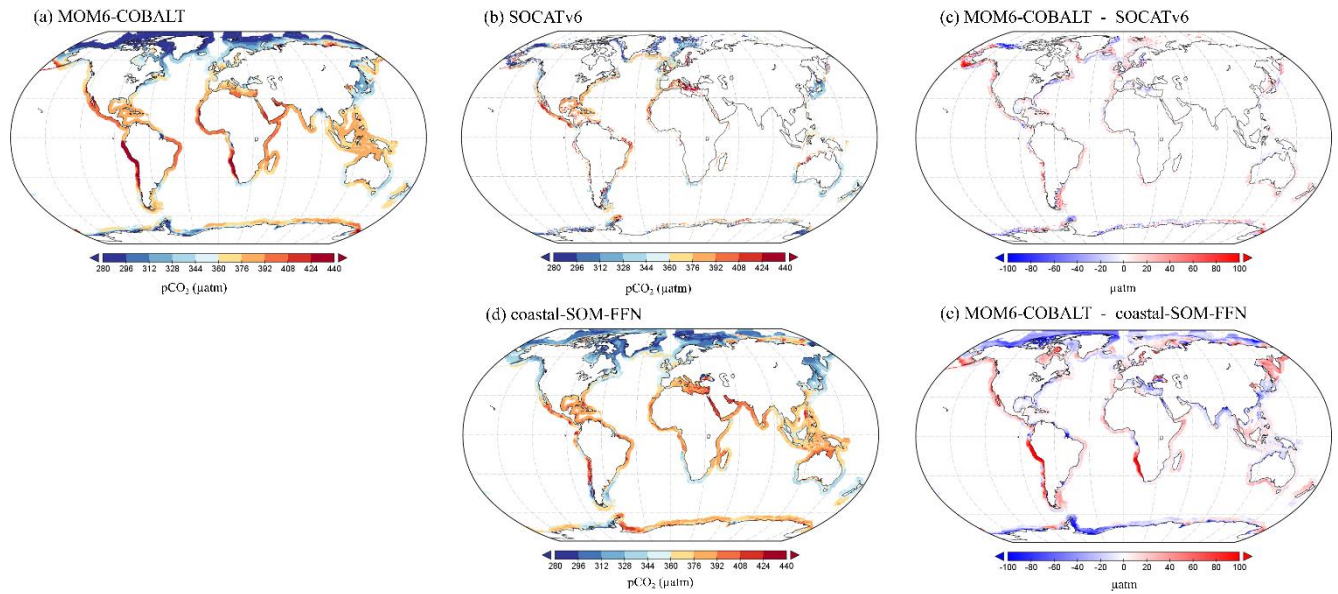 (a) MOM6-COBALT
(b) SOCATv6
(c) MOM6-COBALT - SOCATv6
280 296 312 328 344 360 376 392 408 424 440
pCO₂ (µatm)
280 296 312 328 344 360 376 392 408 424 440
pCO₂ (µatm)
-100 -80 -60 -40 -20 0 20 40 60 80 100
µatm
(d) coastal-SOM-FFN
(e) MOM6-COBALT - coastal-SOM-FFN
280 296 312 328 344 360 376 392 408 424 440
pCO₂ (µatm)
-100 -80 -60 -40 -20 0 20 40 60 80 100
µatm